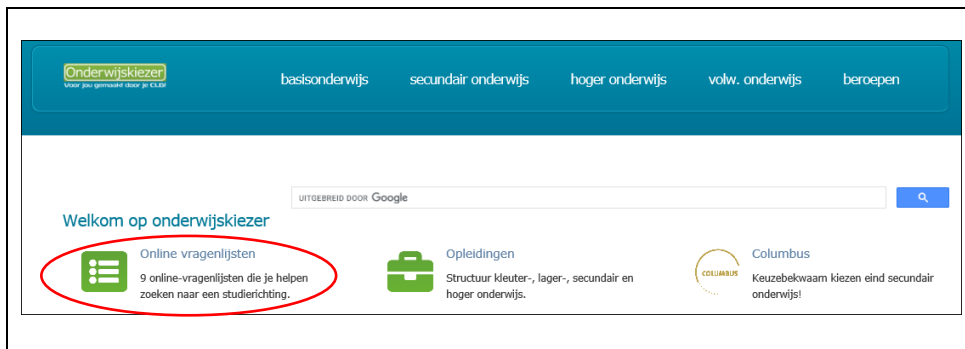 Onderwijskiezer
Voor jou gemaakt door je CLB!
basisonderwijs secundair onderwijs hoger onderwijs volw. onderwijs beroepen
UITGEBREID DOOR Google
Welkom op onderwijskiezer
Online vragenlijsten
9 online-vragenlijsten die je helpen
zoeken naar een studierichting.
Opleidingen
Structuur kleuter-, lager-, secundair en
hoger onderwijs.
COLUMBUS
Columbus
Keuzebekwaam kiezen eind secundair
onderwijs!